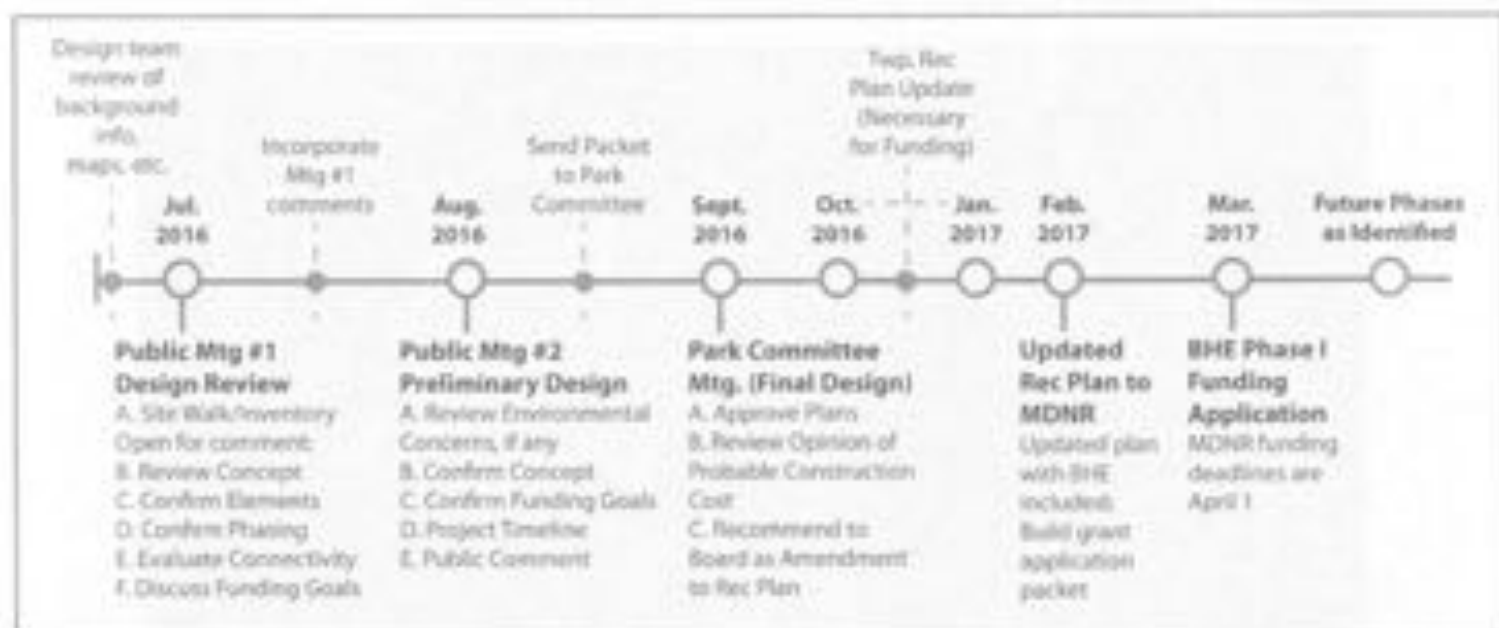 Design team
review of
background
info,
maps, etc.
Jul.
2016
Public Mtg #1
Design Review
A. Site Walk/Inventory
Open for comment:
B. Review Concept
C. Confirm Elements
D. Confirm Phasing
E. Evaluate Connectivity
F. Discuss Funding Goals
Incorporate
Mtg #1
comments
Aug.
2016
Public Mtg #2
Preliminary Design
A. Review Environmental
Concerns, if any
B. Confirm Concept
C. Confirm Funding Goals
D. Project Timeline
E. Public Comment
Send Packet
to Park
Committee
Sept.
2016
Park Committee
Mtg. (Final Design)
A. Approve Plans
B. Review Opinion of
Probable Construction
Cost
C. Recommend to
Board as Amendment
to Rec Plan
Oct.
2016
Twp. Rec
Plan Update
(Necessary
for Funding)
Jan.
2017
Feb.
2017
Updated
Rec Plan to
MDNR
Updated plan
with BHE
included;
Build grant
application
packet
Mar.
2017
BHE Phase I
Funding
Application
MDNR funding
deadlines are
April 1
Future Phases
as Identified